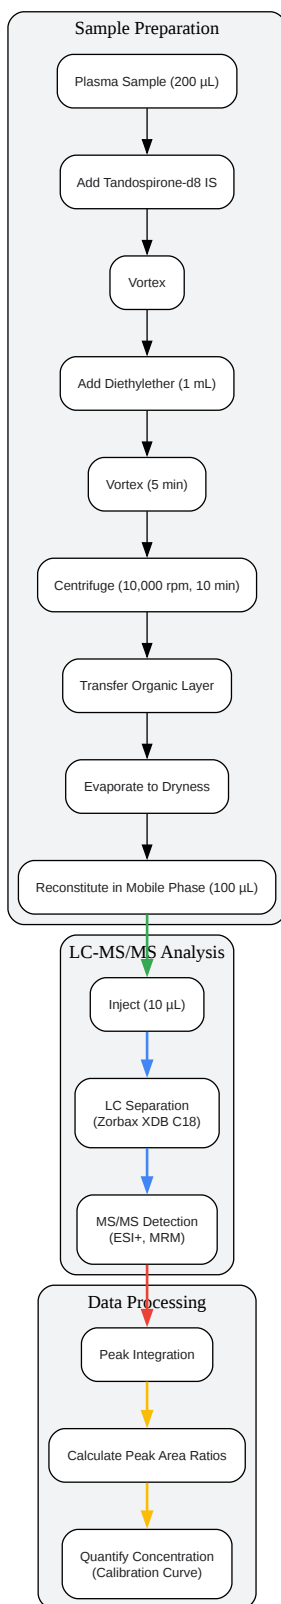 Sample Preparation
Plasma Sample (200 µL)
Add Tandospirone-d8 IS
Vortex
Add Diethylether (1 mL)
Vortex (5 min)
Centrifuge (10,000 rpm, 10 min)
Transfer Organic Layer
Evaporate to Dryness
Reconstitute in Mobile Phase (100 µL)
LC-MS/MS Analysis
Inject (10 µL)
LC Separation
(Zorbax XDB C18)
MS/MS Detection
(ESI+, MRM)
Data Processing
Peak Integration
Calculate Peak Area Ratios
Quantify Concentration
(Calibration Curve)